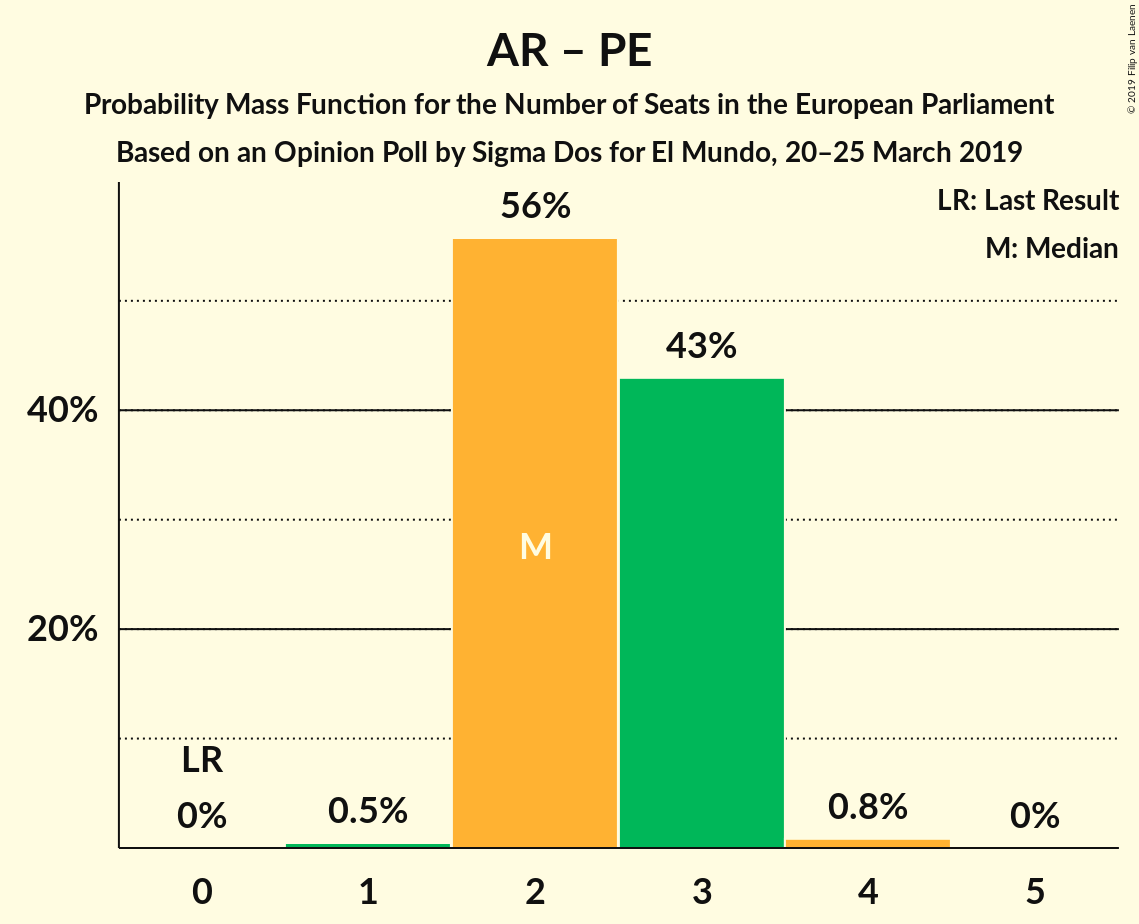 AR – PE
Probability Mass Function for the Number of Seats in the European Parliament
Based on an Opinion Poll by Sigma Dos for El Mundo, 20–25 March 2019
© 2019 Filip van Laenen
LR: Last Result
M: Median
56%
43%
40%
M
20%
LR
0%
0.5%
0.8%
0%
0 1 2 3 4 5